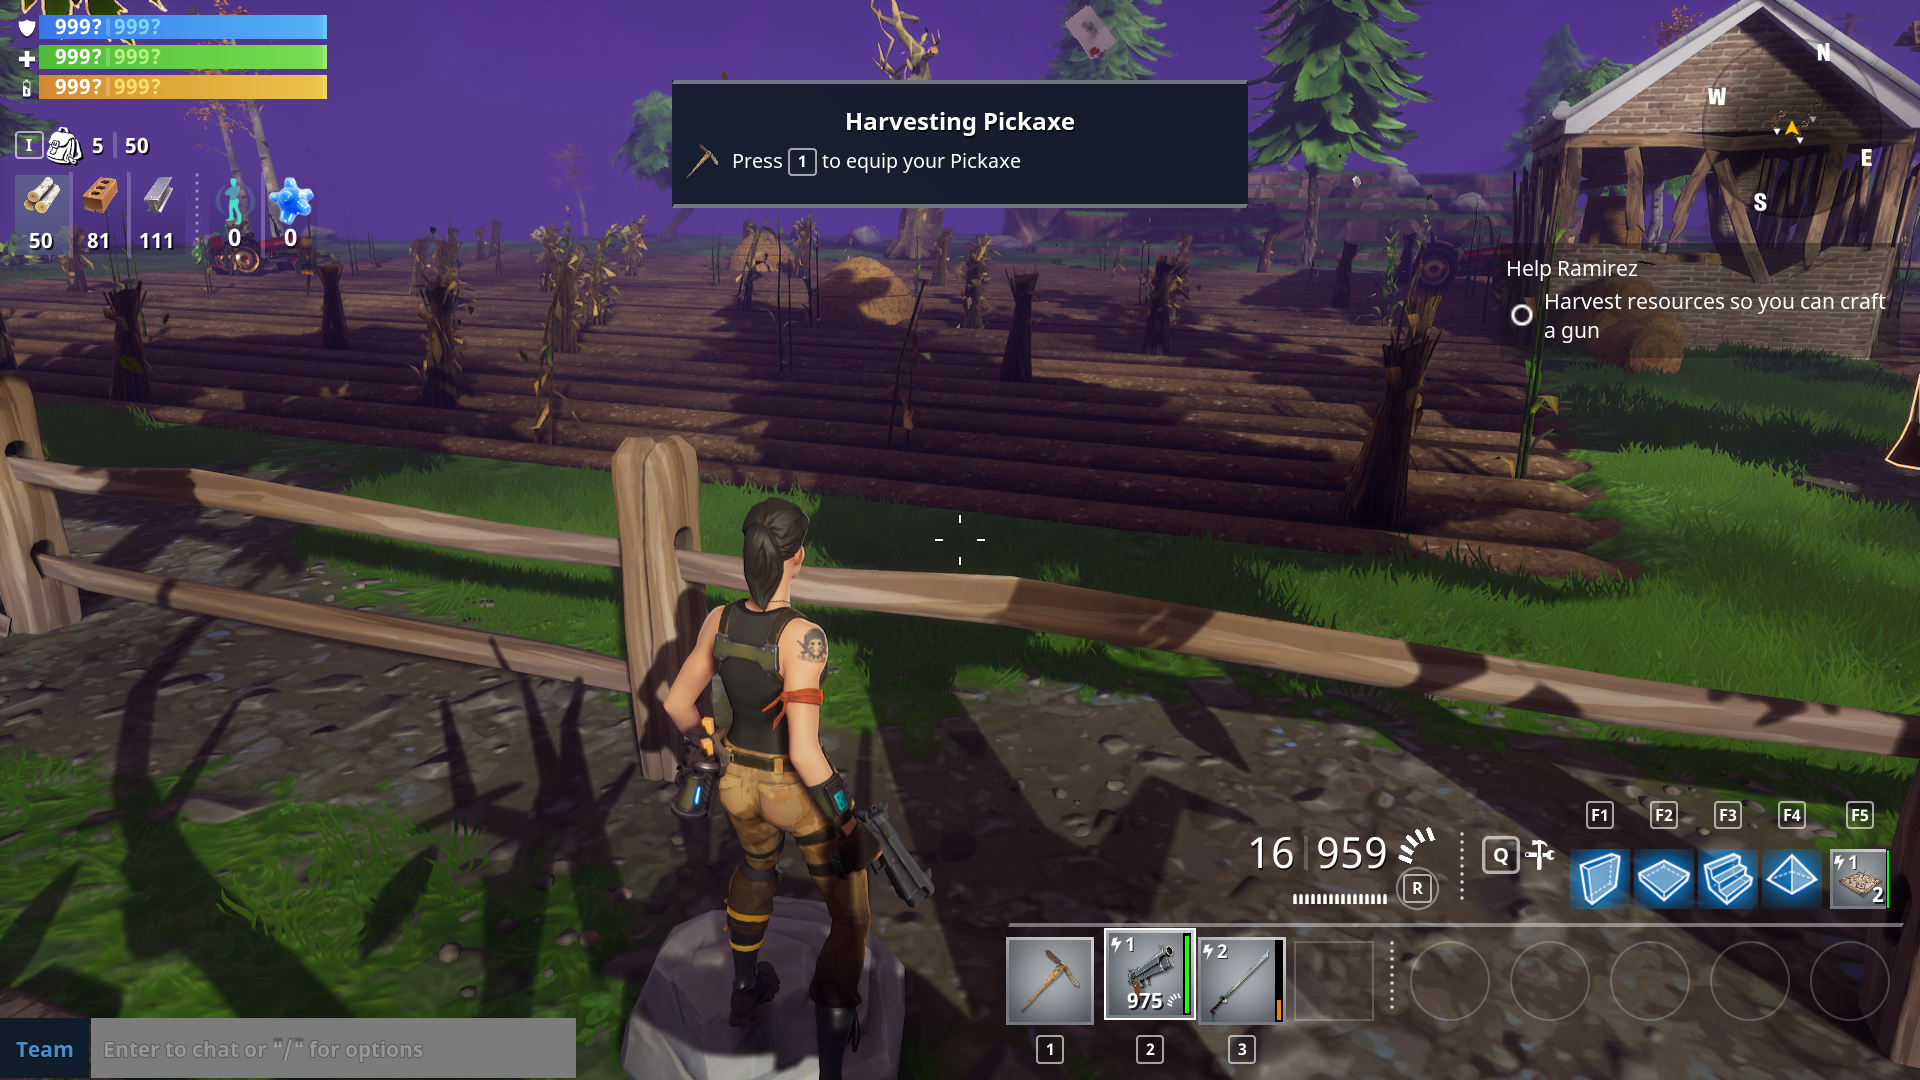 999? 999?
999? 999?
999? 999?
I 5 50
50 81 111 0 0
Harvesting Pickaxe
Press 1 to equip your Pickaxe
N
W
E
S
Help Ramirez
Harvest resources so you can craft
a gun
F1 F2 F3 F4 F5
16 959
R
Q
1
2
1
975
2
1 2 3
Team Enter to chat or "/" for options